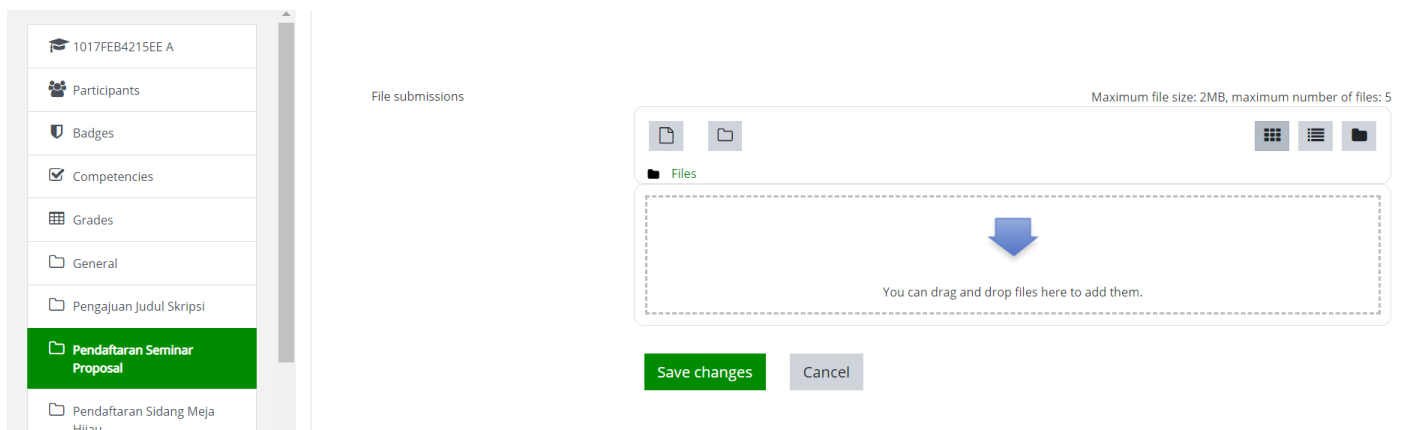 1017FEB4215EE A
Participants
Badges
Competencies
Grades
General
Pengajuan Judul Skripsi
Pendaftaran Seminar
Proposal
Pendaftaran Sidang Meja
Hijau
File submissions
Maximum file size: 2MB, maximum number of files: 5
Files
You can drag and drop files here to add them.
Save changes
Cancel